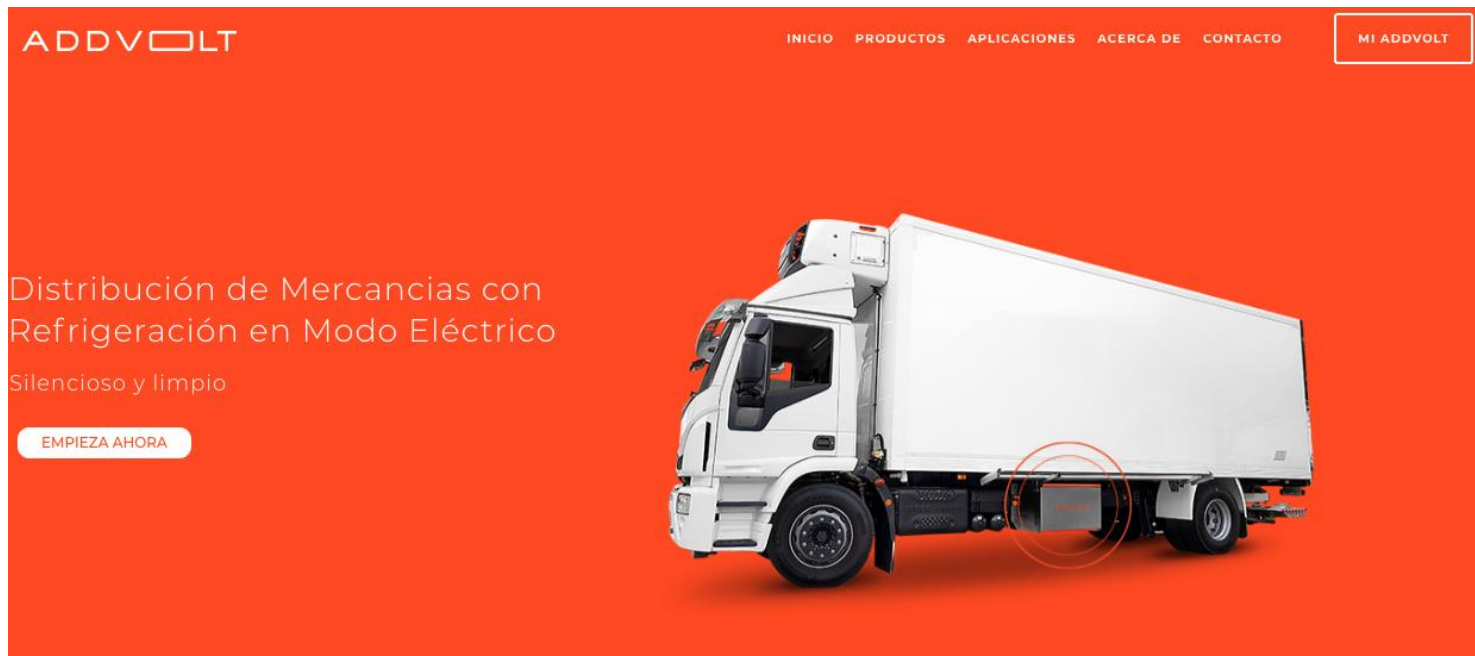 ADDVOLT
INICIO PRODUCTOS APLICACIONES ACERCA DE CONTACTO MI ADDVOLT
Distribución de Mercancias con
Refrigeración en Modo Eléctrico
Silencioso y limpio
EMPIEZA AHORA